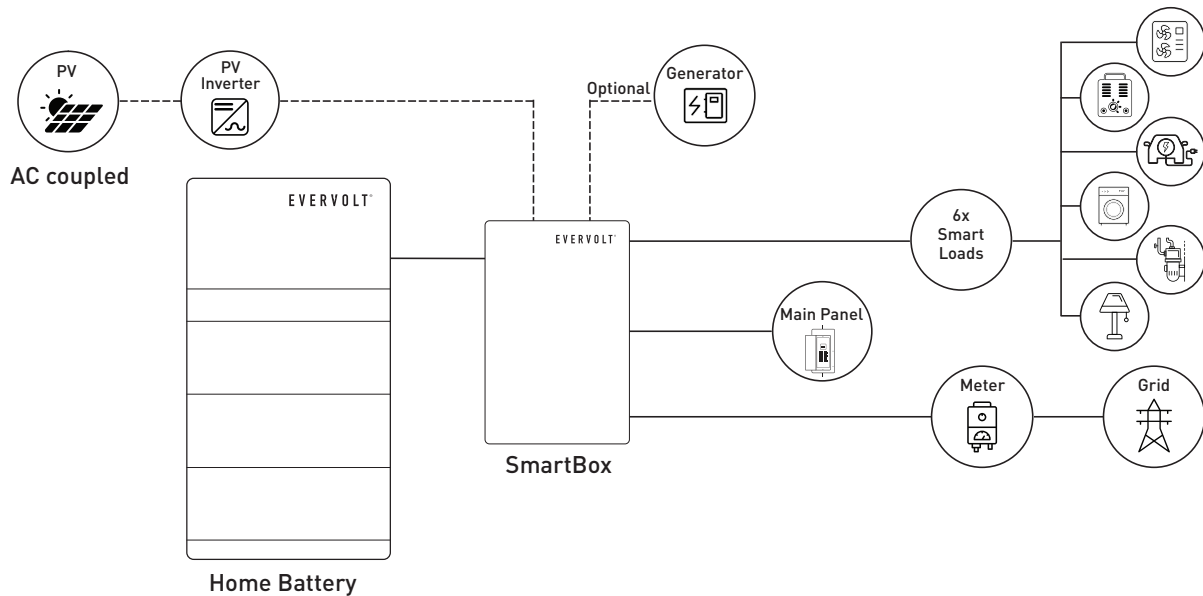 PV
AC coupled
PV
Inverter
Optional
Generator
EVERVOLT®
Home Battery
EVERVOLT®
SmartBox
6x
Smart
Loads
Main Panel
Meter
Grid